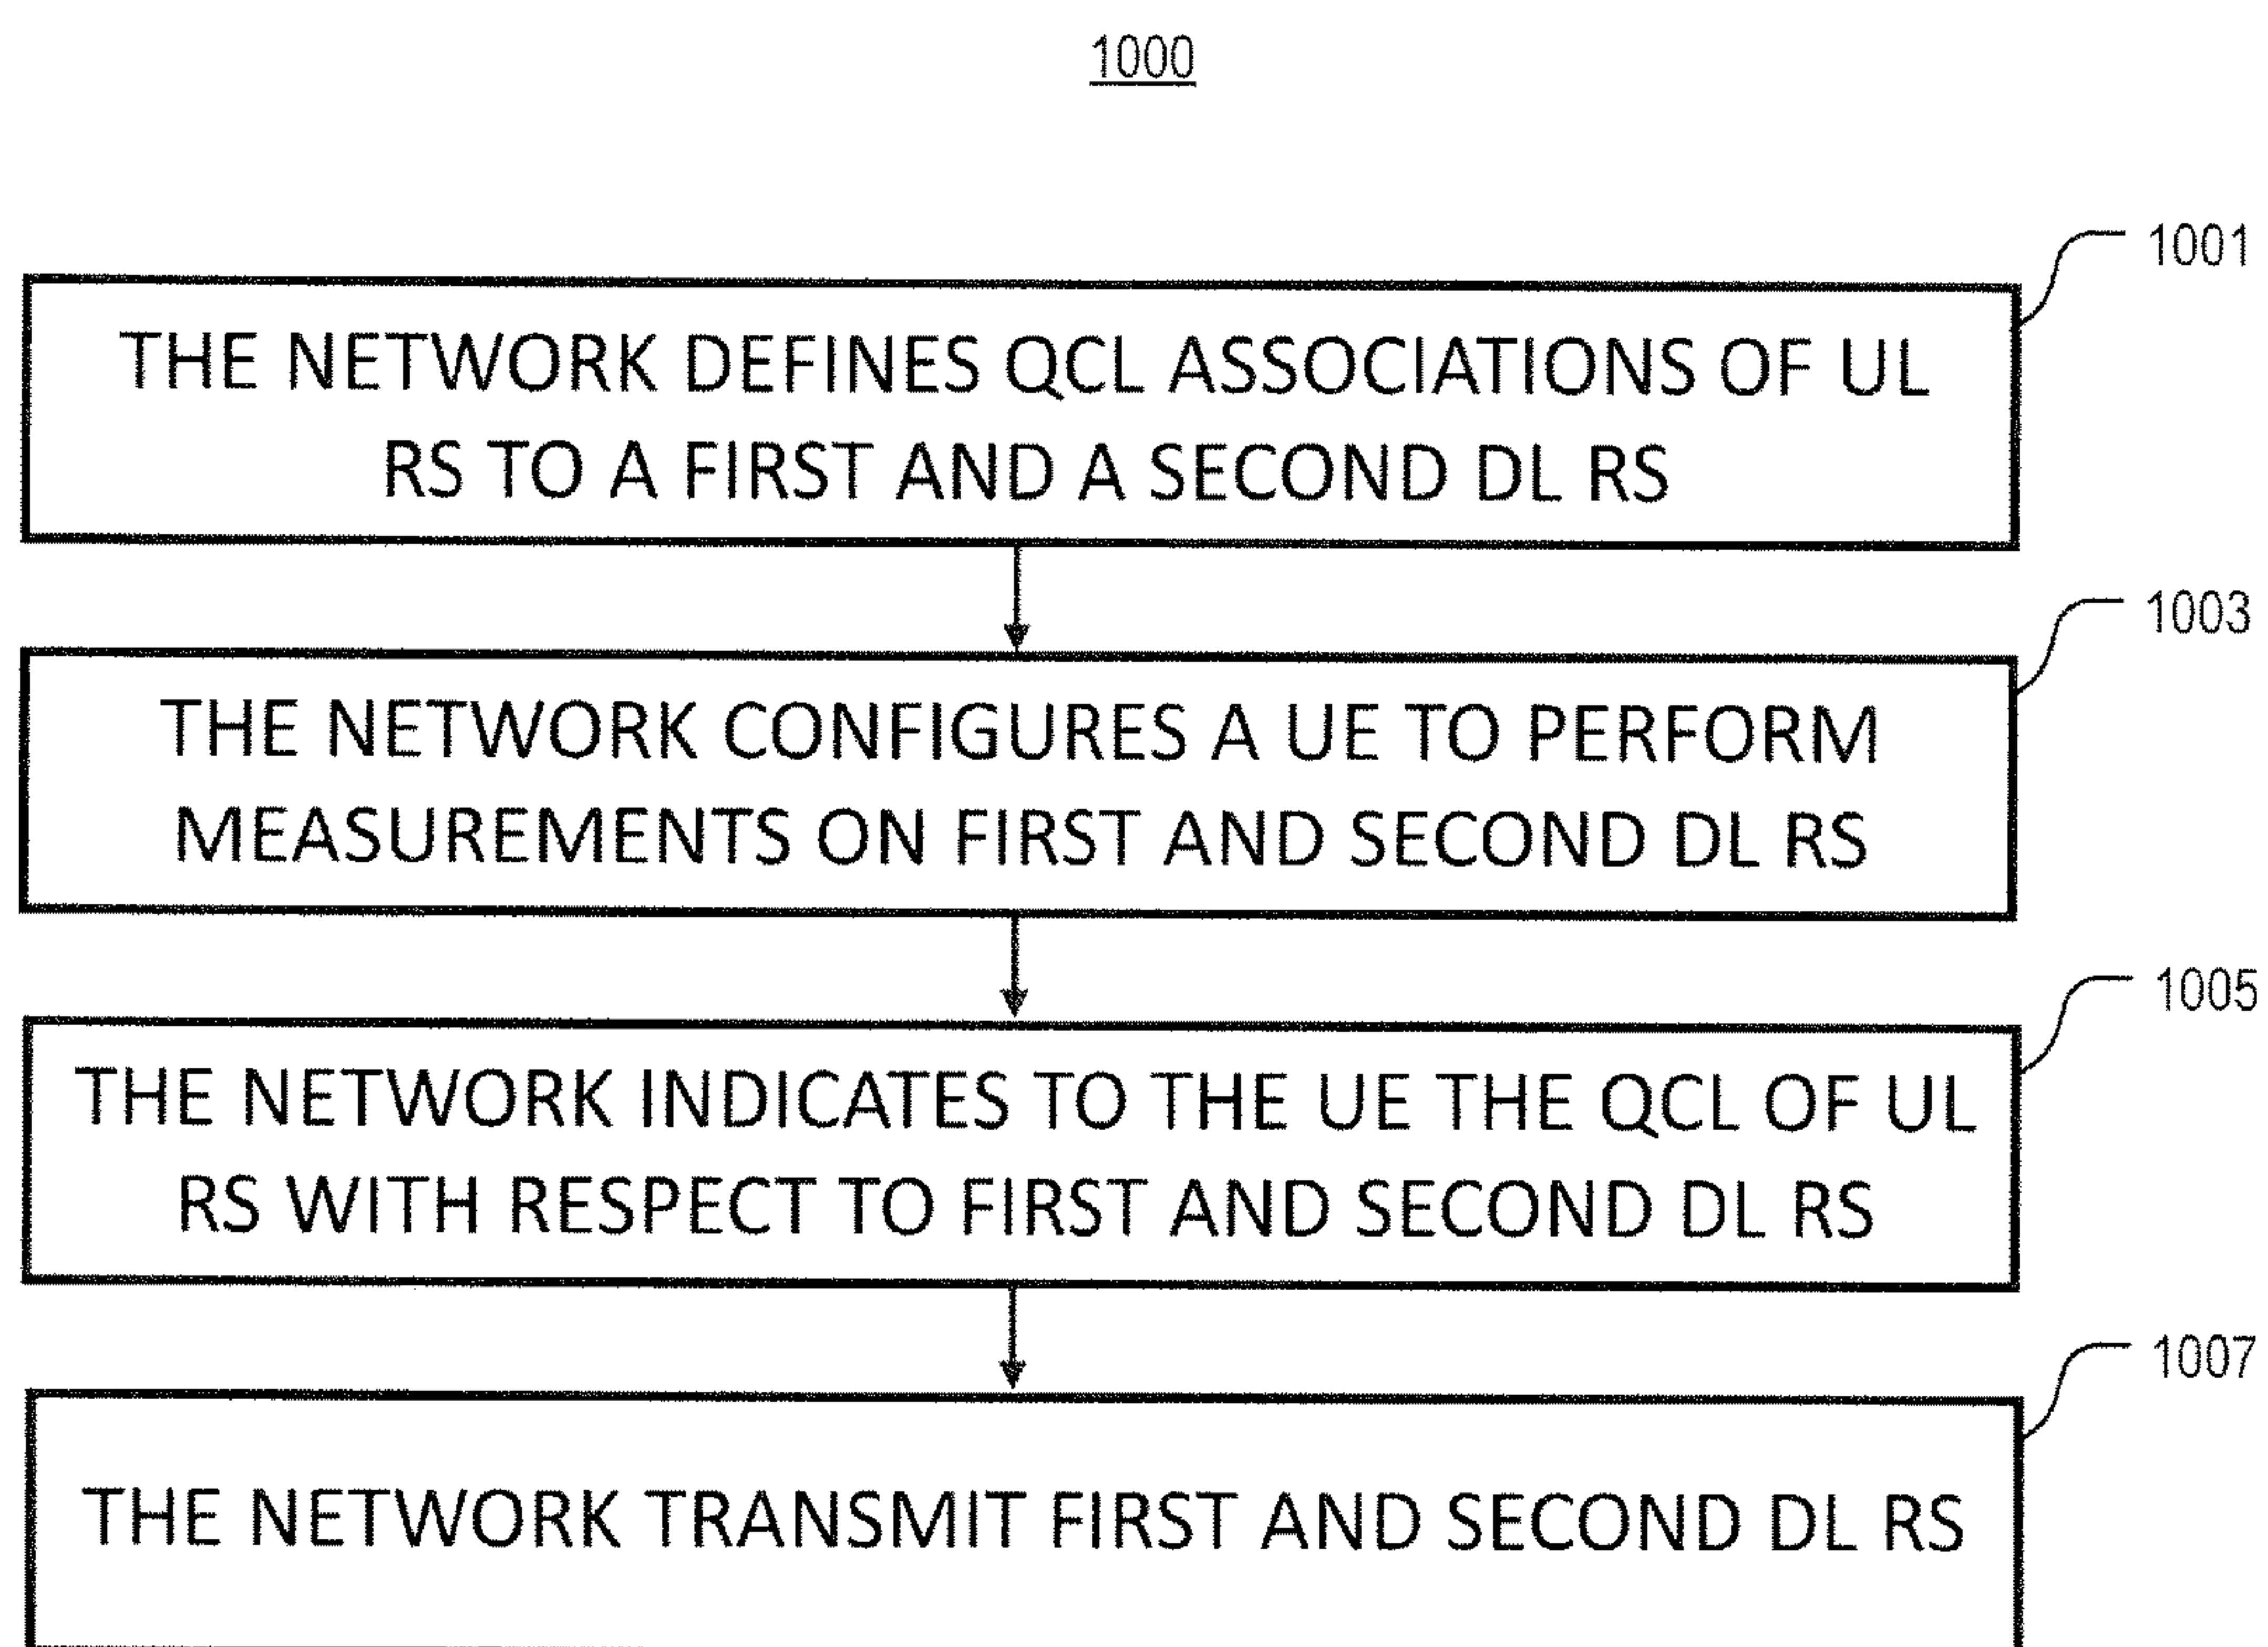 1000
1001
THE NETWORK DEFINES QCL ASSOCIATIONS OF UL
RS TO A FIRST AND A SECOND DL RS
1003
THE NETWORK CONFIGURES A UE TO PERFORM
MEASUREMENTS ON FIRST AND SECOND DL RS
1005
THE NETWORK INDICATES TO THE UE THE QCL OF UL
RS WITH RESPECT TO FIRST AND SECOND DL RS
1007
THE NETWORK TRANSMIT FIRST AND SECOND DL RS